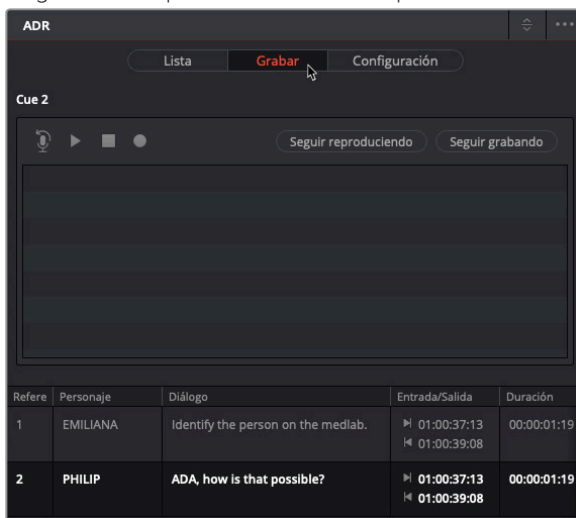 ADR
Lista Grabar Configuración
Cue 2
Seguir reproduciendo Seguir grabando
Refere Personaje Diálogo Entrada/Salida Duración
1 EMILIANA Identify the person on the medlab. 01:00:37:13 00:00:01:19
01:00:39:08
2 PHILIP ADA, how is that possible? 01:00:37:13 00:00:01:19
01:00:39:08